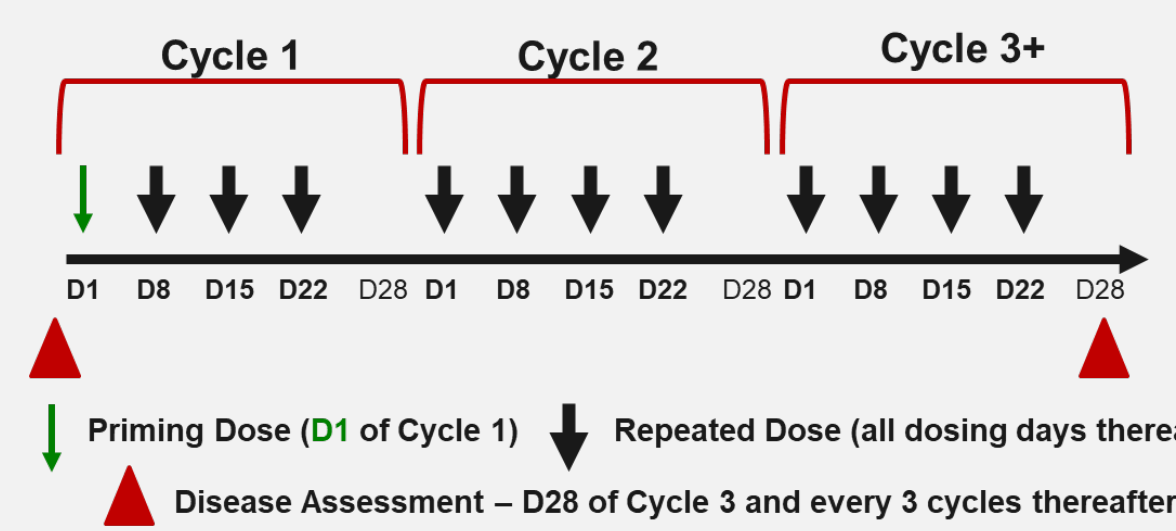 Cycle 1 Cycle 2 Cycle 3+
D1 D8 D15 D22 D28 D1 D8 D15 D22 D28 D1 D8 D15 D22 D28
Priming Dose (D1 of Cycle 1) Repeated Dose (all dosing days
Disease Assessment – D28 of Cycle 3 and every 3 cycles thereafter